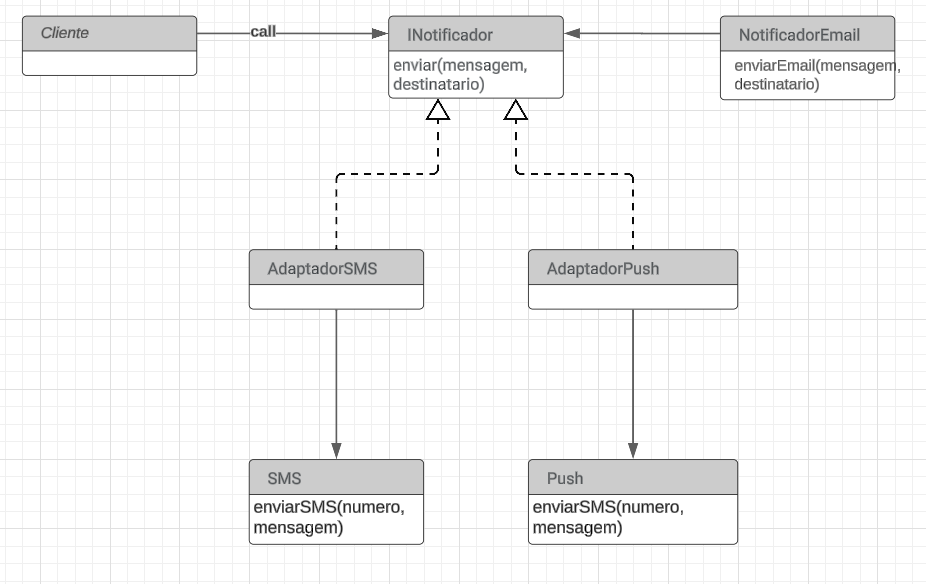 Cliente
call
INotificador
enviar(mensagem,
destinatario)
NotificadorEmail
enviarEmail(mensagem,
destinatario)
AdaptadorSMS
AdaptadorPush
SMS
enviarSMS(numero,
mensagem)
Push
enviarSMS(numero,
mensagem)